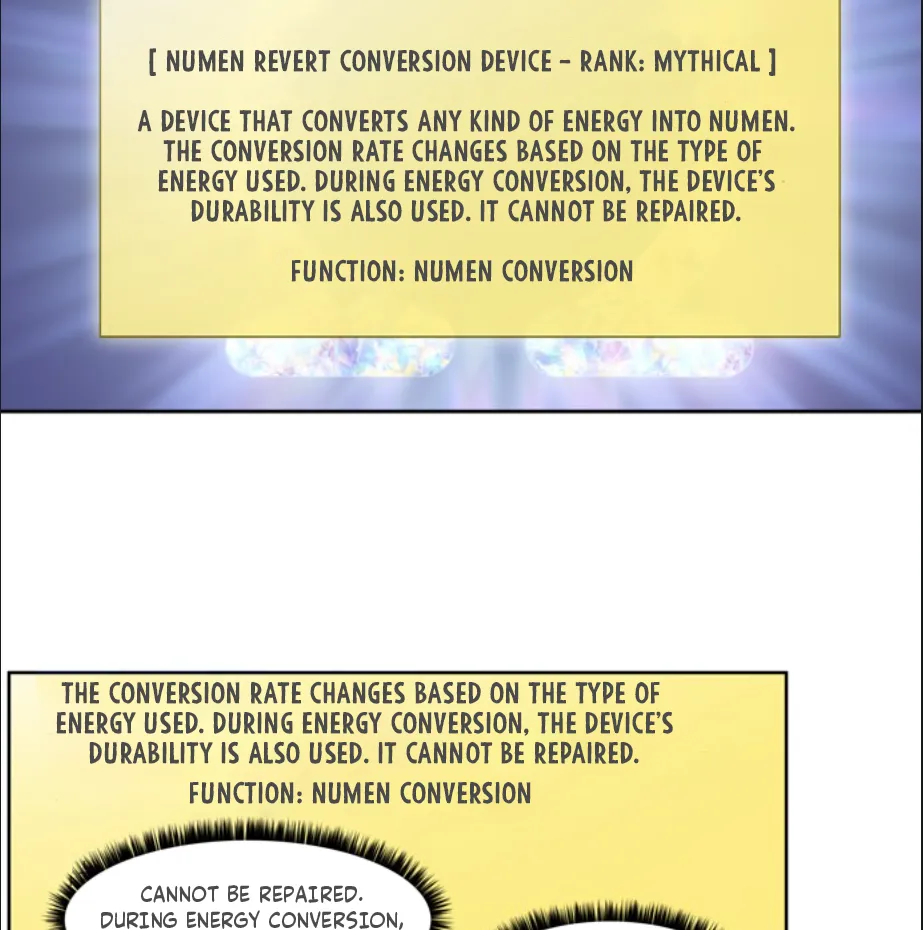 [ NUMEN REVERT CONVERSION DEVICE - RANK: MYTHICAL ]
A DEVICE THAT CONVERTS ANY KIND OF ENERGY INTO NUMEN.
THE CONVERSION RATE CHANGES BASED ON THE TYPE OF
ENERGY USED. DURING ENERGY CONVERSION, THE DEVICE'S
DURABILITY IS ALSO USED. IT CANNOT BE REPAIRED.
FUNCTION: NUMEN CONVERSION
THE CONVERSION RATE CHANGES BASED ON THE TYPE OF
ENERGY USED. DURING ENERGY CONVERSION, THE DEVICE'S
DURABILITY IS ALSO USED. IT CANNOT BE REPAIRED.
FUNCTION: NUMEN CONVERSION
CANNOT BE REPAIRED.
DURING ENERGY CONVERSION,